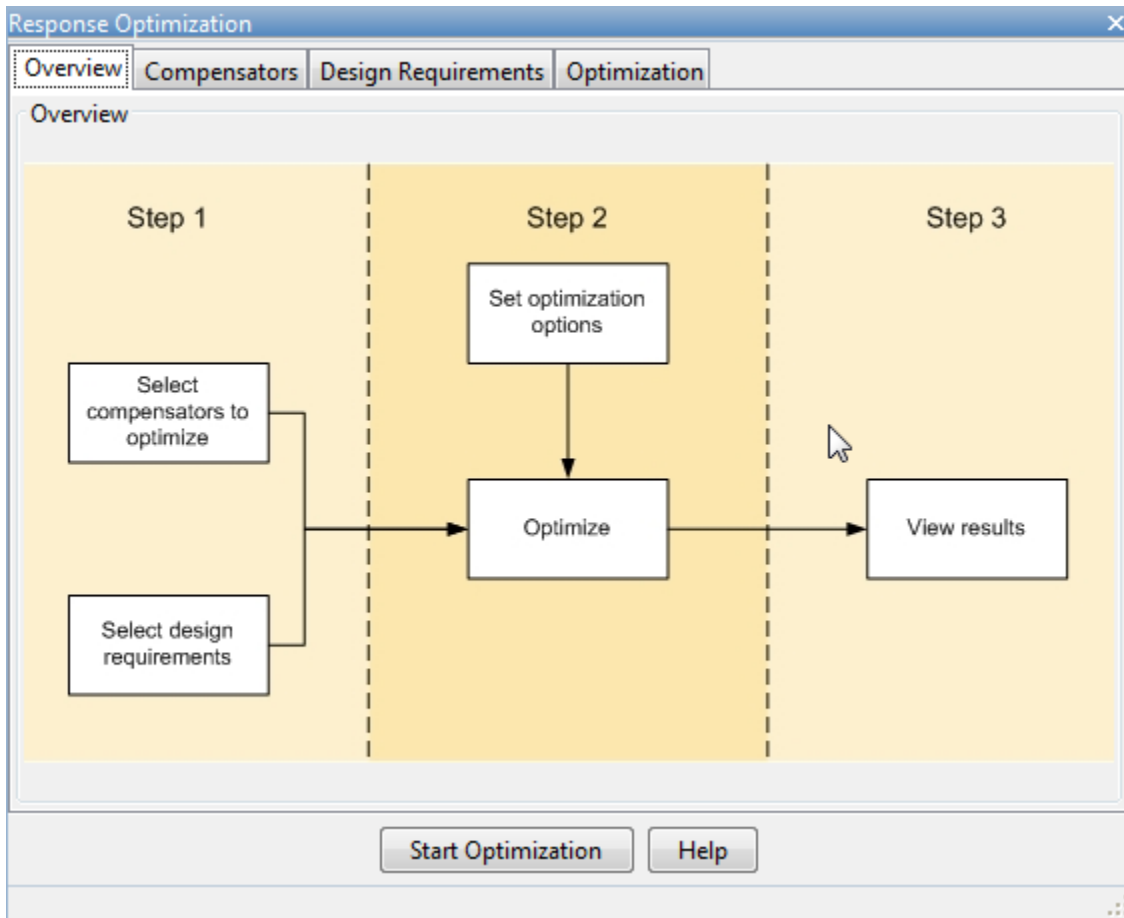 Response Optimization
Overview
Compensators
Design Requirements
Optimization
Overview
Step 1
Step 2
Step 3
Set optimization
options
Select
compensators to
optimize
Optimize
View results
Select design
requirements
Start Optimization
Help